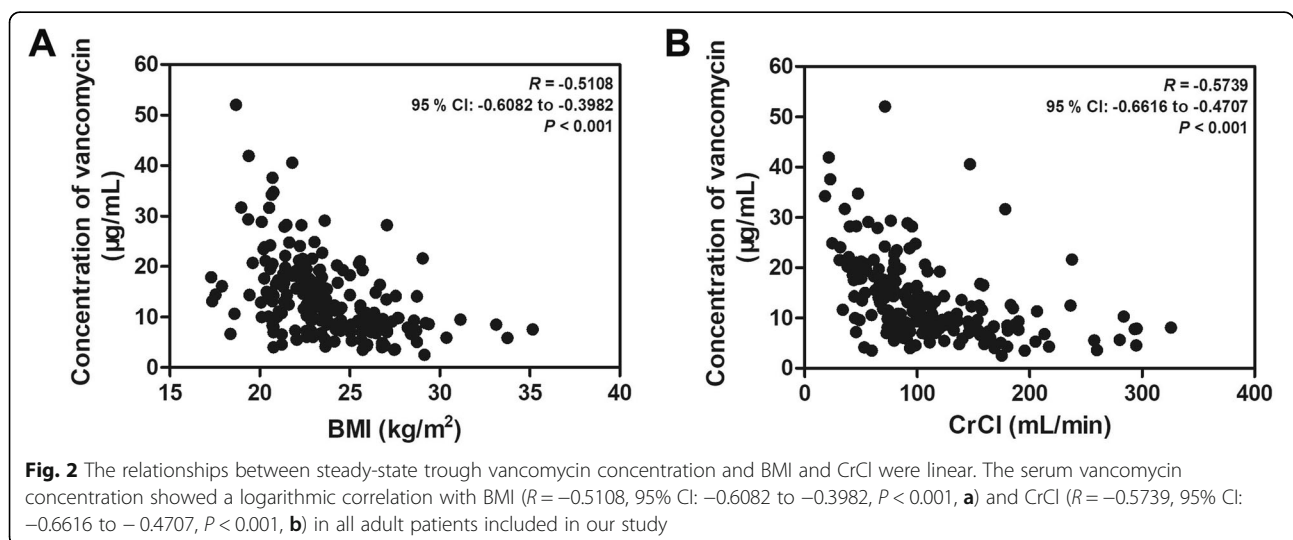 A
Concentration of vancomycin
(μg/mL)
60
50
40
30
20
10
0
15 20 25 30 35 40
BMI (kg/m²)
R = -0.5108
95 % CI: -0.6082 to -0.3982
P < 0.001
B
Concentration of vancomycin
(μg/mL)
60
50
40
30
20
10
0
0 100 200 300 400
CrCl (mL/min)
R = -0.5739
95 % CI: -0.6616 to -0.4707
P < 0.001
Fig. 2 The relationships between steady-state trough vancomycin concentration and BMI and CrCl were linear. The serum vancomycin
concentration showed a logarithmic correlation with BMI (R = −0.5108, 95% CI: −0.6082 to −0.3982, P < 0.001, a) and CrCl (R = −0.5739, 95% CI:
−0.6616 to − 0.4707, P < 0.001, b) in all adult patients included in our study